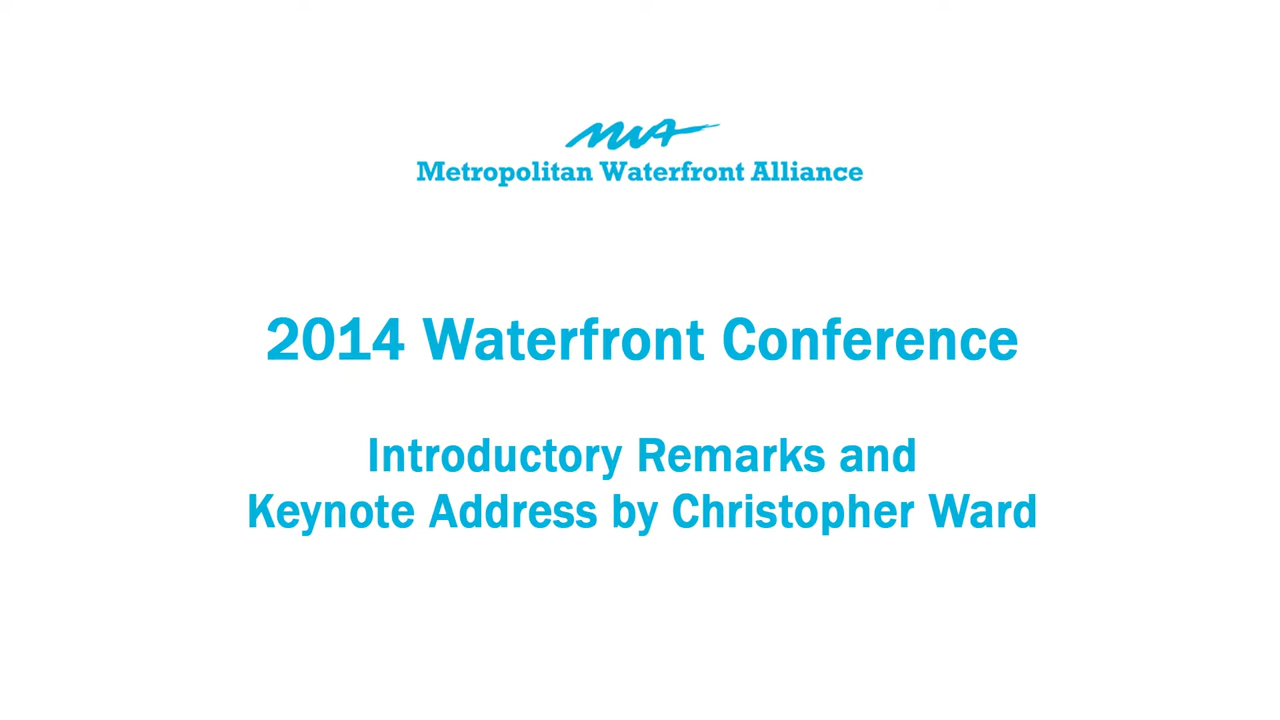 MWA
Metropolitan Waterfront Alliance
2014 Waterfront Conference
Introductory Remarks and
Keynote Address by Christopher Ward